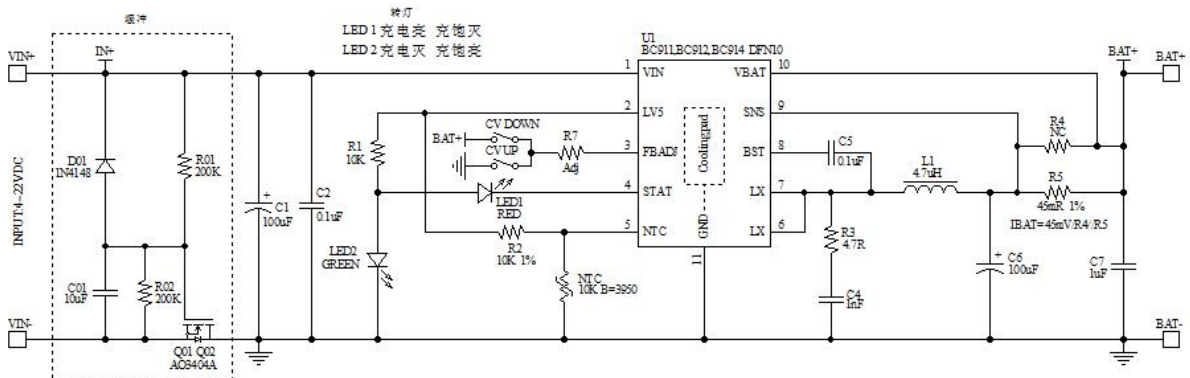 缓冲
转灯
LED 1 充电亮 充饱灭
LED 2 充电灭 充饱亮
U1
BC911,BC912,BC914 DFN10
VIN+
IN+
BAT+
BAT+
1
VIN
VBAT
10
2
LV5
SNS
9
CV DOWN
BAT+
CVUP
R7
Adj
3
FBADJ
BST
8
Coolingpad
C5
0.1uF
R4
NC
R1
10K
D01
1N4148
R01
200K
L1
4.7uH
R5
45mR 1%
IBAT=45mV/R4//R5
INPUT:4-22VDC
C1
100uF
C2
0.1uF
LED1
RED
4
STAT
LX
7
R2
10K 1%
5
NTC
LX
6
GND
11
R3
4.7R
LED2
GREEN
NTC
10K B=3950
C6
100uF
C7
1uF
C01
10uF
R02
200K
C4
1nF
VIN-
Q01 Q02
AO3404A
BAT-